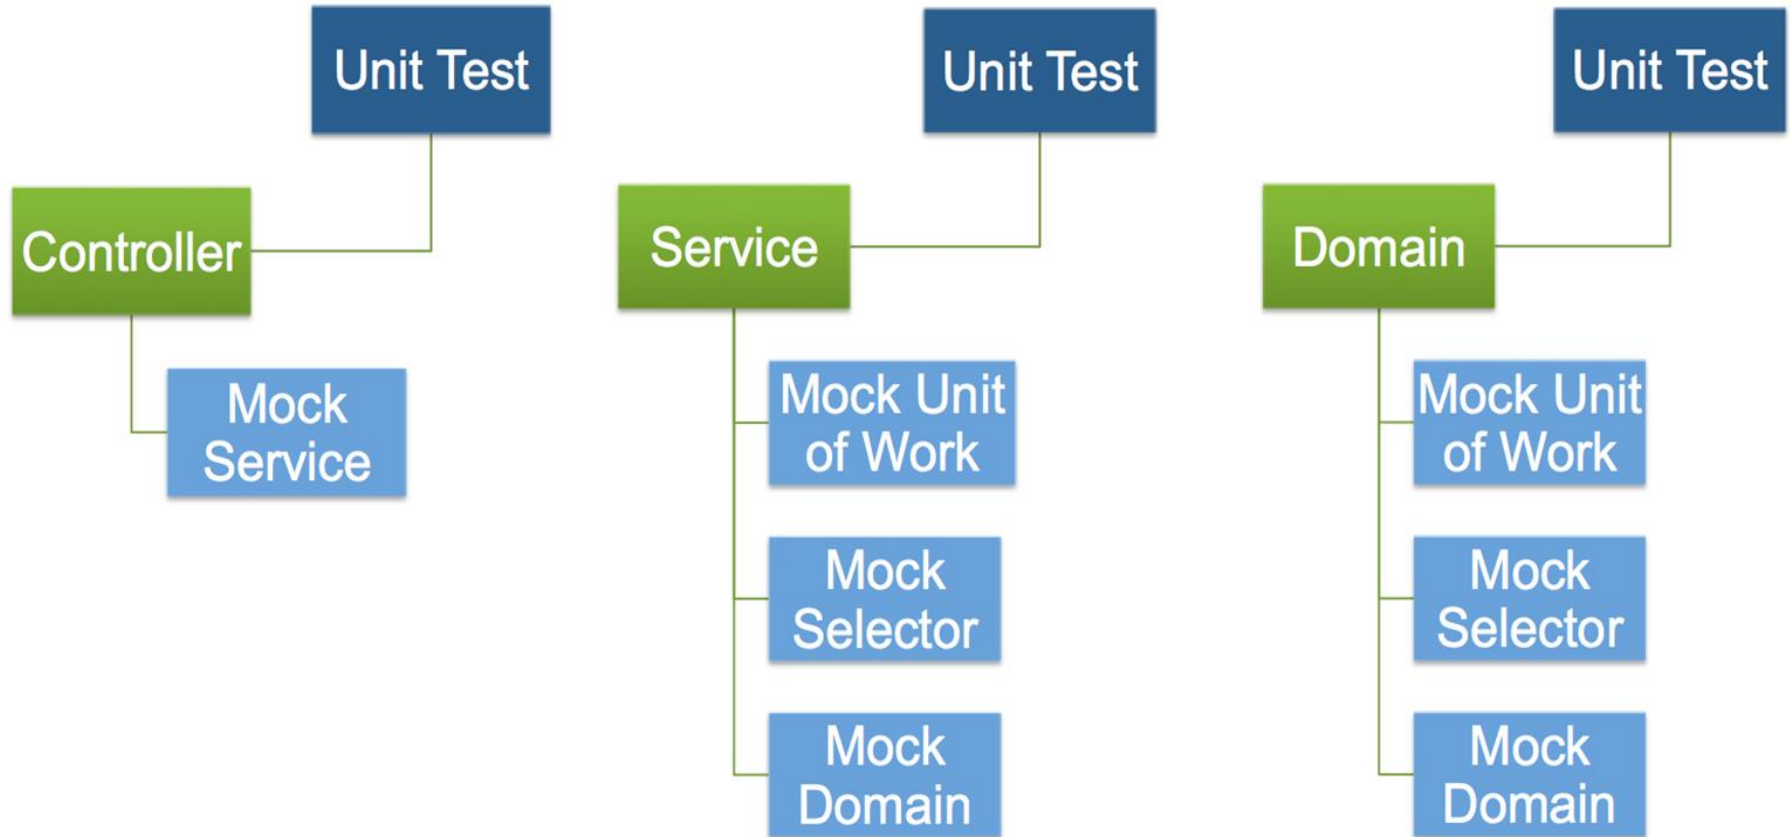 Unit Test
Controller
Mock
Service
Unit Test
Service
Mock Unit
of Work
Mock
Selector
Mock
Domain
Unit Test
Domain
Mock Unit
of Work
Mock
Selector
Mock
Domain